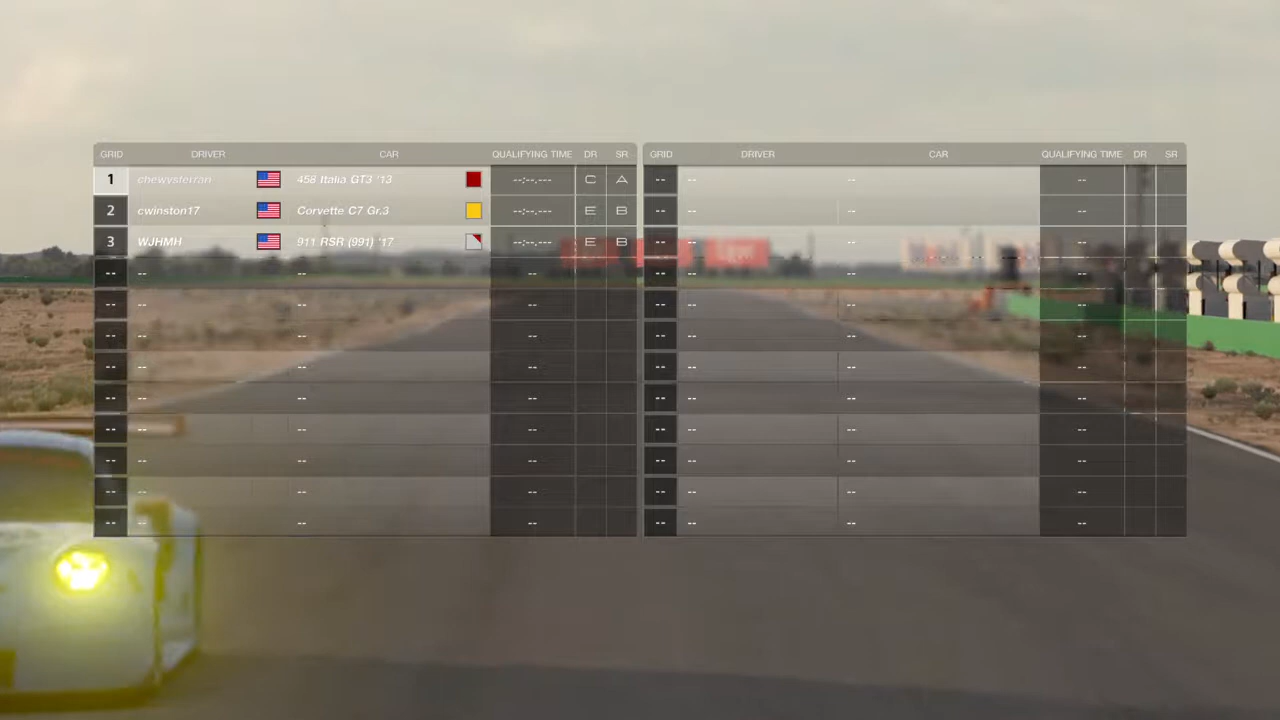 GRID DRIVER CAR QUALIFYING TIME DR SR
1 chewysterran 458 Italia GT3 '13 --:--.--- C A
2 cwinston17 Corvette C7 Gr.3 --:--.--- E B
3 WJHMH 911 RSR (991) '17 --:--.--- E B
-- -- -- --
-- -- -- --
-- -- -- --
-- -- -- --
-- -- -- --
-- -- -- --
-- -- -- --
-- -- -- --
-- -- -- --
GRID DRIVER CAR QUALIFYING TIME DR SR
-- -- -- --
-- -- -- --
-- -- -- --
-- -- -- --
-- -- -- --
-- -- -- --
-- -- -- --
-- -- -- --
-- -- -- --
-- -- -- --
-- -- -- --
-- -- -- --